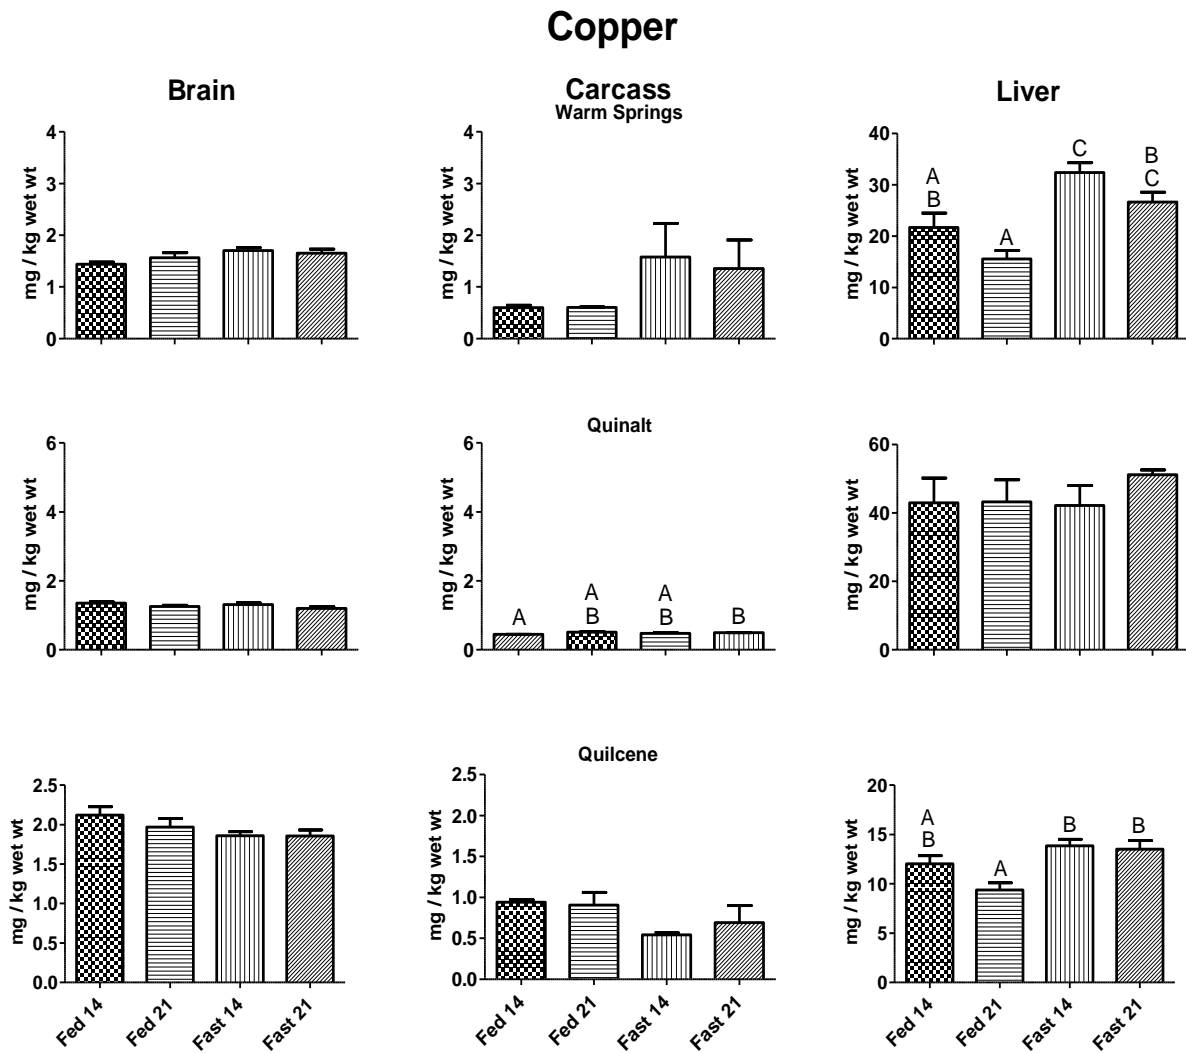 Copper
Brain
Carcass
Liver
Warm Springs
mg / kg wet wt
4
3
2
1
0
mg / kg wet wt
4
3
2
1
0
mg / kg wet wt
40
30
20
10
0
A
B
A
C
B
C
Quinalt
mg / kg wet wt
6
4
2
0
mg / kg wet wt
6
4
2
0
A
A
B
A
B
B
mg / kg wet wt
60
40
20
0
Quilcene
mg / kg wet wt
2.5
2.0
1.5
1.0
0.5
0.0
Fed 14
Fed 21
Fast 14
Fast 21
mg / kg wet wt
2.5
2.0
1.5
1.0
0.5
0.0
Fed 14
Fed 21
Fast 14
Fast 21
mg / kg wet wt
20
15
10
5
0
A
B
A
B
B
Fed 14
Fed 21
Fast 14
Fast 21